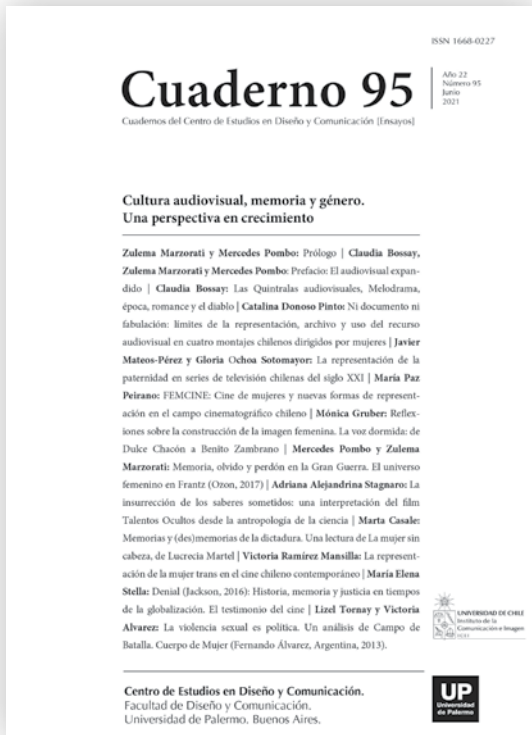 ISSN 1668-0227
Cuaderno 95
Año 22
Número 95
Junio
2021
Cuadernos del Centro de Estudios en Diseño y Comunicación [Ensayos]
Cultura audiovisual, memoria y género.
Una perspectiva en crecimiento
Zulema Marzorati y Mercedes Pombo: Prólogo | Claudia Bossay,
Zulema Marzorati y Mercedes Pombo: Prefacio: El audiovisual expan-
dido | Claudia Bossay: Las Quintralas audiovisuales, Melodrama,
época, romance y el diablo | Catalina Donoso Pinto: Ni documento ni
fabulación: límites de la representación, archivo y uso del recurso
audiovisual en cuatro montajes chilenos dirigidos por mujeres | Javier
Mateos-Pérez y Gloria Ochoa Sotomayor: La representación de la
paternidad en series de televisión chilenas del siglo XXI | María Paz
Peirano: FEMCINE: Cine de mujeres y nuevas formas de represent-
ación en el campo cinematográfico chileno | Mónica Gruber: Reflex-
iones sobre la construcción de la imagen femenina. La voz dormida: de
Dulce Chacón a Benito Zambrano | Mercedes Pombo y Zulema
Marzorati: Memoria, olvido y perdón en la Gran Guerra. El universo
femenino en Frantz (Ozon, 2017) | Adriana Alejandrina Stagnaro: La
insurrección de los saberes sometidos: una interpretación del film
Talentos Ocultos desde la antropología de la ciencia | Marta Casale:
Memorias y (des)memorias de la dictadura. Una lectura de La mujer sin
cabeza, de Lucrecia Martel | Victoria Ramírez Mansilla: La represent-
ación de la mujer trans en el cine chileno contemporáneo | María Elena
Stella: Denial (Jackson, 2016): Historia, memoria y justicia en tiempos
de la globalización. El testimonio del cine | Lizel Tornay y Victoria
Alvarez: La violencia sexual es política. Un análisis de Campo de
Batalla. Cuerpo de Mujer (Fernando Álvarez, Argentina, 2013).
UNIVERSIDAD DE CHILE
Instituto de la
Comunicación e Imagen
Centro de Estudios en Diseño y Comunicación.
Facultad de Diseño y Comunicación.
Universidad de Palermo. Buenos Aires.
UP
Universidad
de Palermo